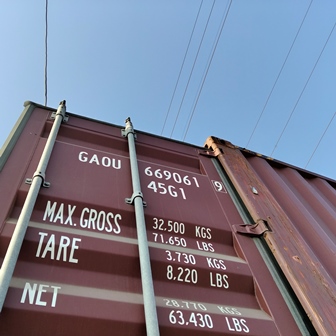 GAOU 669061 9
45G1
MAX.GROSS 32.500 KGS
71.650 LBS
TARE 3.730 KGS
8.220 LBS
NET 28.770 KGS
63.430 LBS